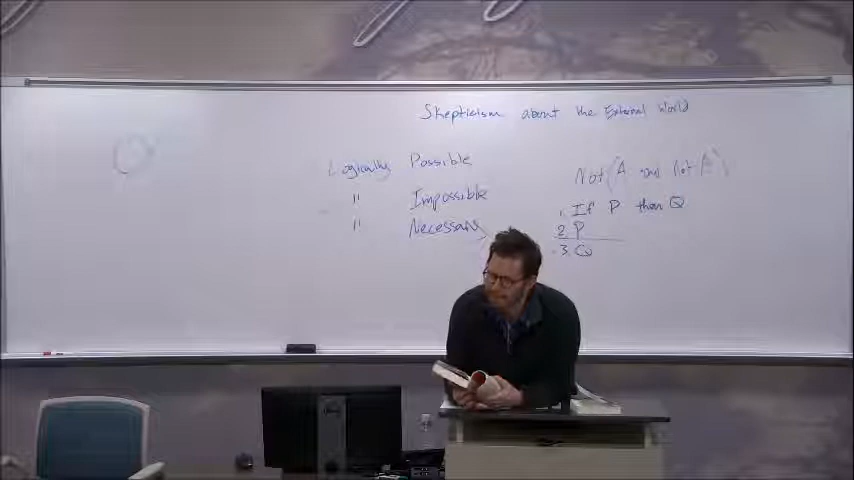 Skepticism about the External World
Logically Possible
" Impossible
" Necessary
Not (A and Not A)
1. If P then Q
2. P
3. Q